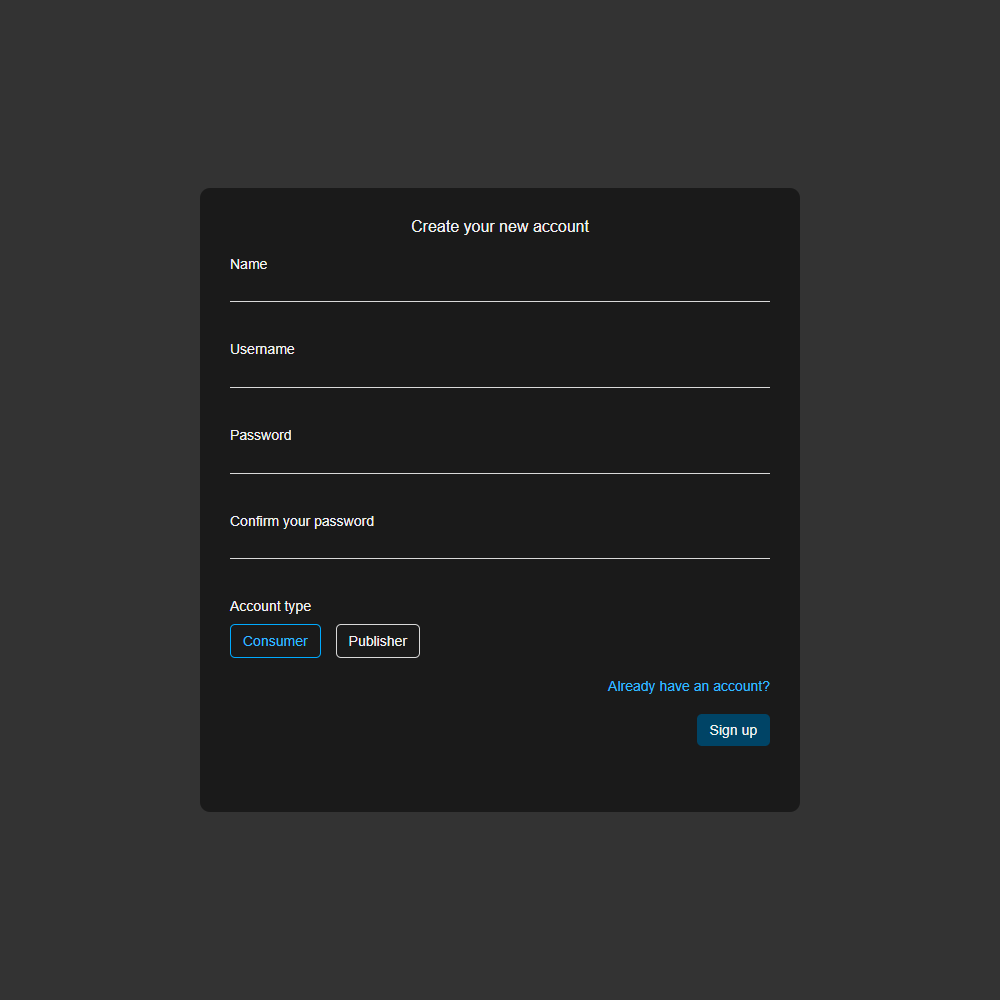 Create your new account
Name
Username
Password
Confirm your password
Account type
Consumer Publisher
Already have an account?
Sign up